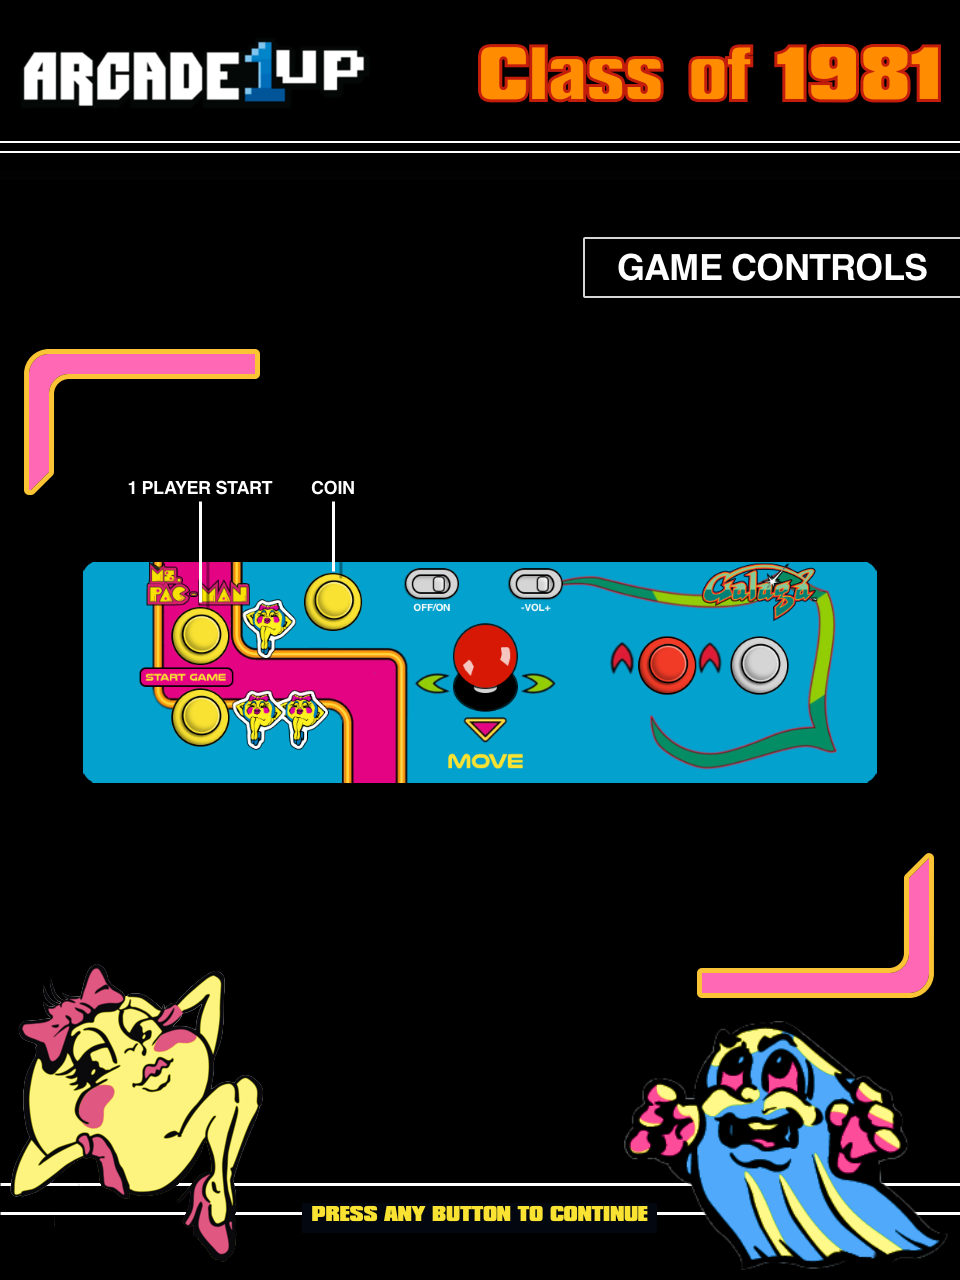 ARCADE1UP
Class of 1981
GAME CONTROLS
1 PLAYER START
COIN
Ms.
PAC-MAN
START GAME
OFF/ON
-VOL+
Galaga
MOVE
PRESS ANY BUTTON TO CONTINUE